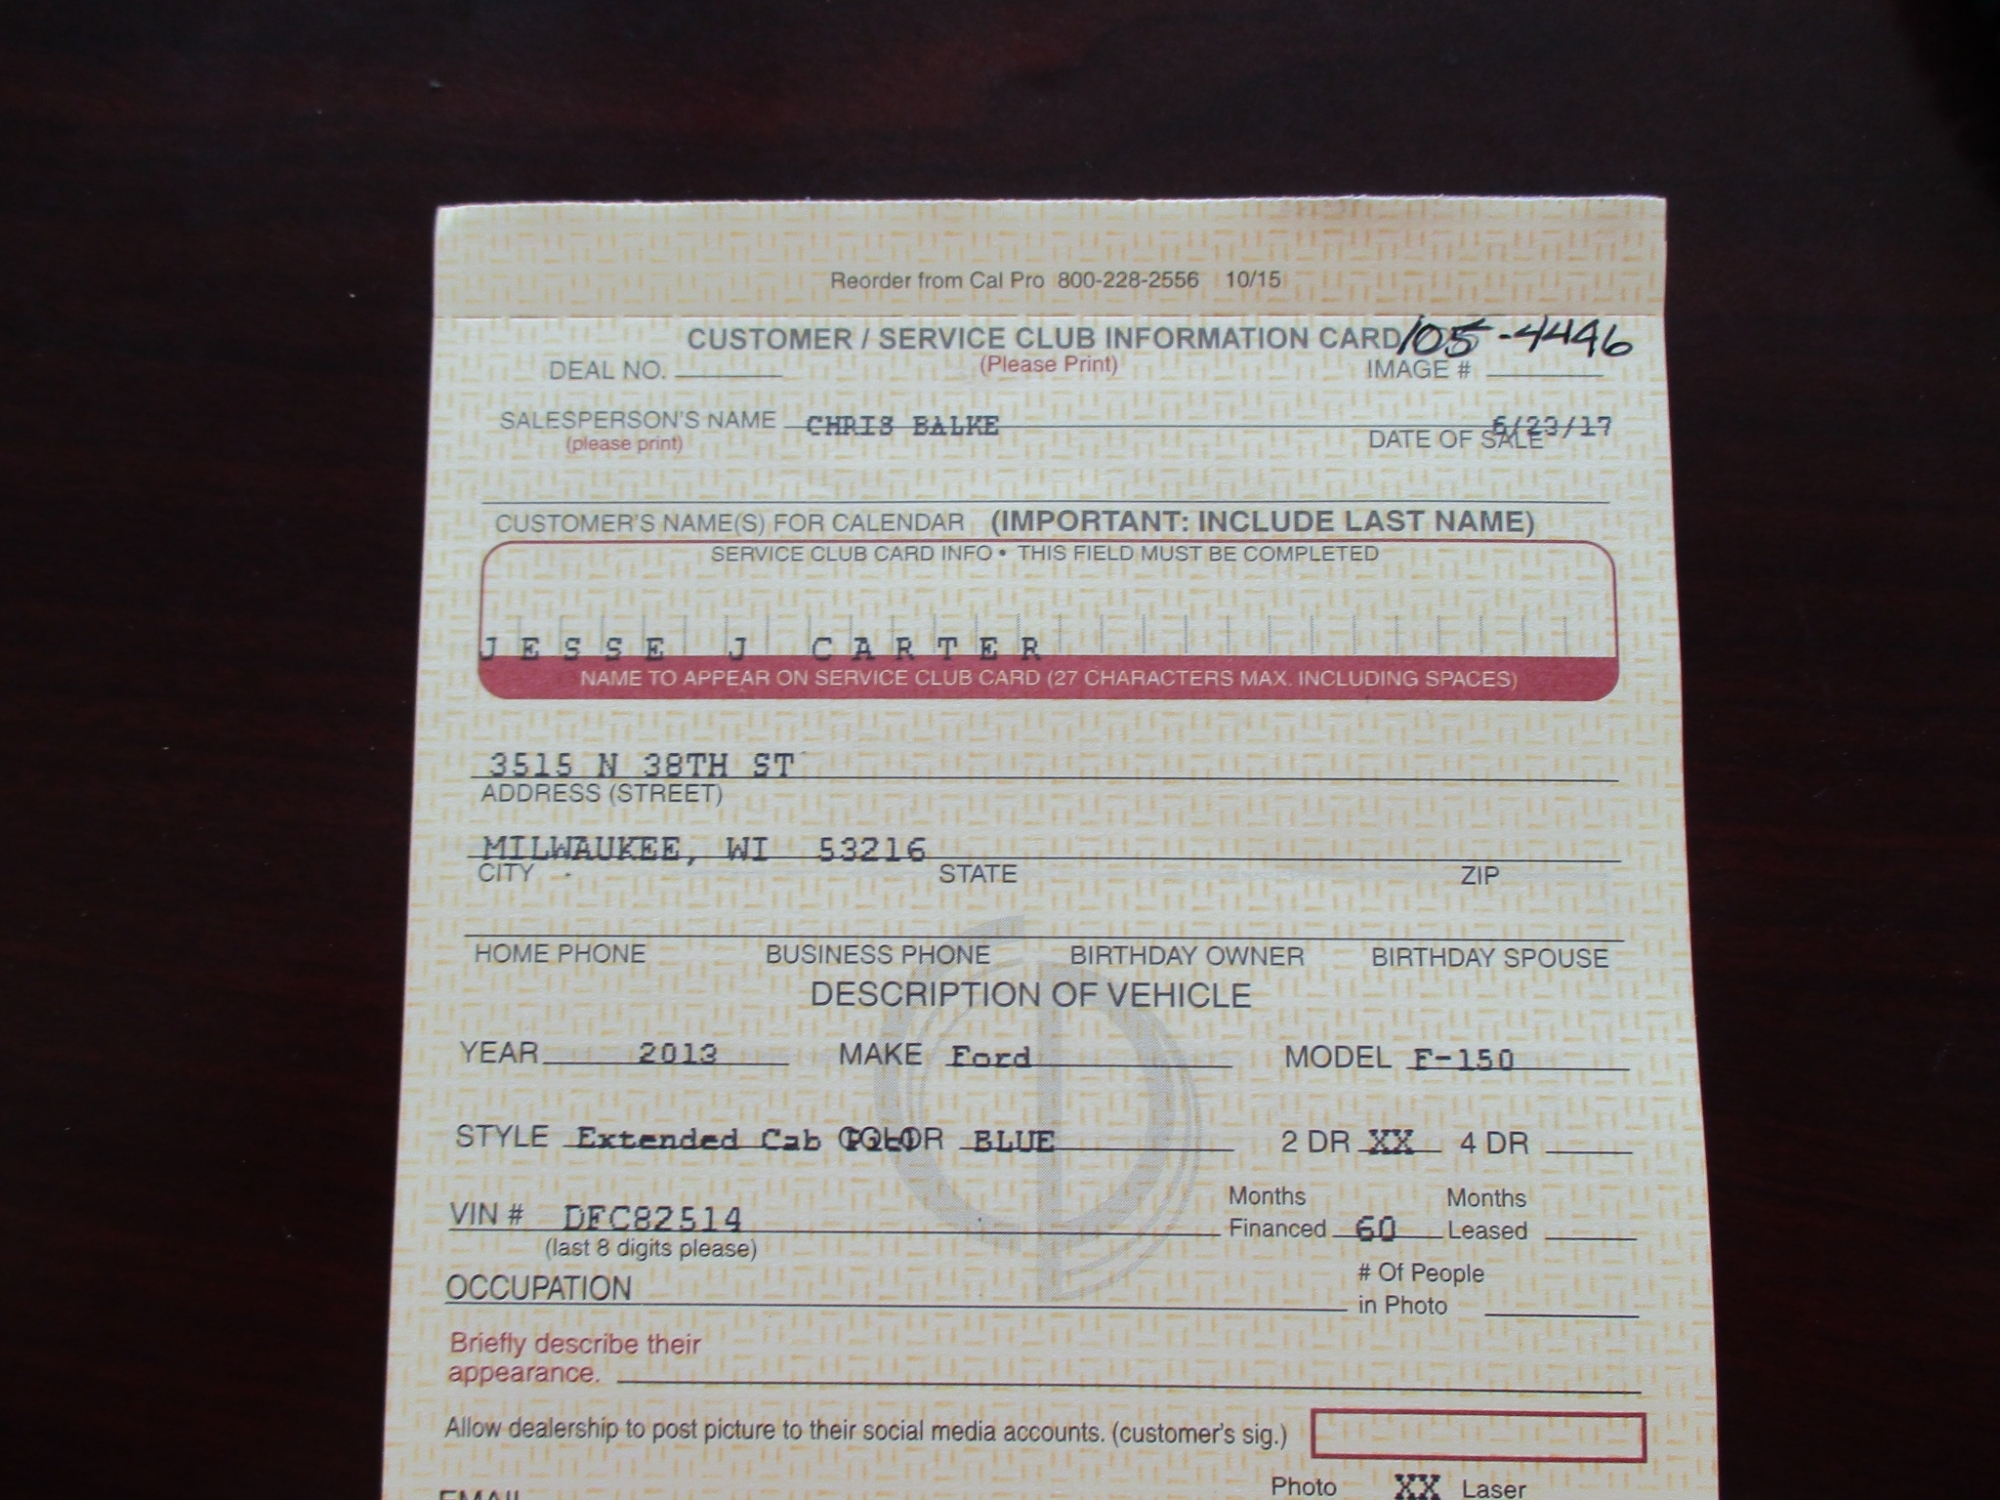 Reorder from Cal Pro 800-228-2556 10/15
CUSTOMER / SERVICE CLUB INFORMATION CARD 105-4446
DEAL NO. (Please Print) IMAGE #
SALESPERSON'S NAME CHRIS BALKE 6/23/17
(please print) DATE OF SALE
CUSTOMER'S NAME(S) FOR CALENDAR (IMPORTANT: INCLUDE LAST NAME)
SERVICE CLUB CARD INFO • THIS FIELD MUST BE COMPLETED
JESSE J CARTER
NAME TO APPEAR ON SERVICE CLUB CARD (27 CHARACTERS MAX. INCLUDING SPACES)
3515 N 38TH ST
ADDRESS (STREET)
MILWAUKEE, WI 53216
CITY STATE ZIP
HOME PHONE BUSINESS PHONE BIRTHDAY OWNER BIRTHDAY SPOUSE
DESCRIPTION OF VEHICLE
YEAR 2013 MAKE Ford MODEL F-150
STYLE Extended Cab COLOR BLUE 2 DR XX 4 DR
Months Months
VIN # DFC82514 Financed 60 Leased
(last 8 digits please)
# Of People
OCCUPATION in Photo
Briefly describe their
appearance.
Allow dealership to post picture to their social media accounts. (customer's sig.)
Photo XX Laser
EMAIL